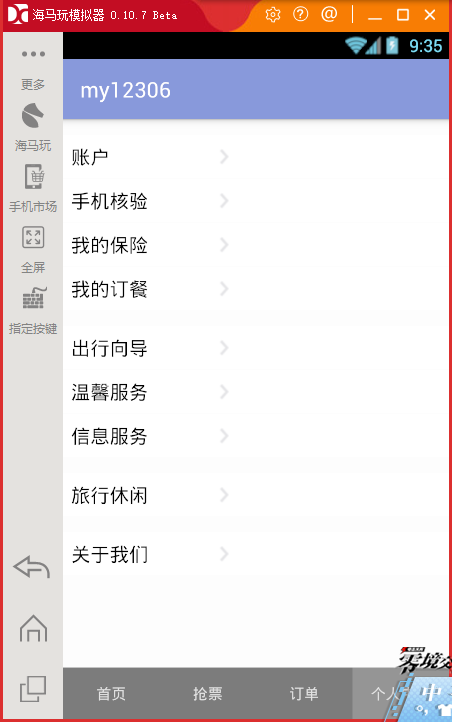 海马玩模拟器 0.10.7 Beta
9:35
更多
海马玩
手机市场
全屏
指定按键
my12306
账户
手机核验
我的保险
我的订餐
出行向导
温馨服务
信息服务
旅行休闲
关于我们
首页
抢票
订单
个人
零境
中